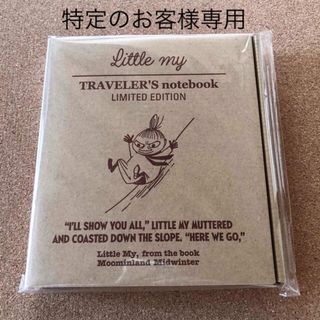 特定のお客様専用
Little my
TRAVELER'S notebook
LIMITED EDITION
"I'LL SHOW YOU ALL," LITTLE MY MUTTERED
AND COASTED DOWN THE SLOPE. "HERE WE GO,"
Little My, from the book
Moominland Midwinter